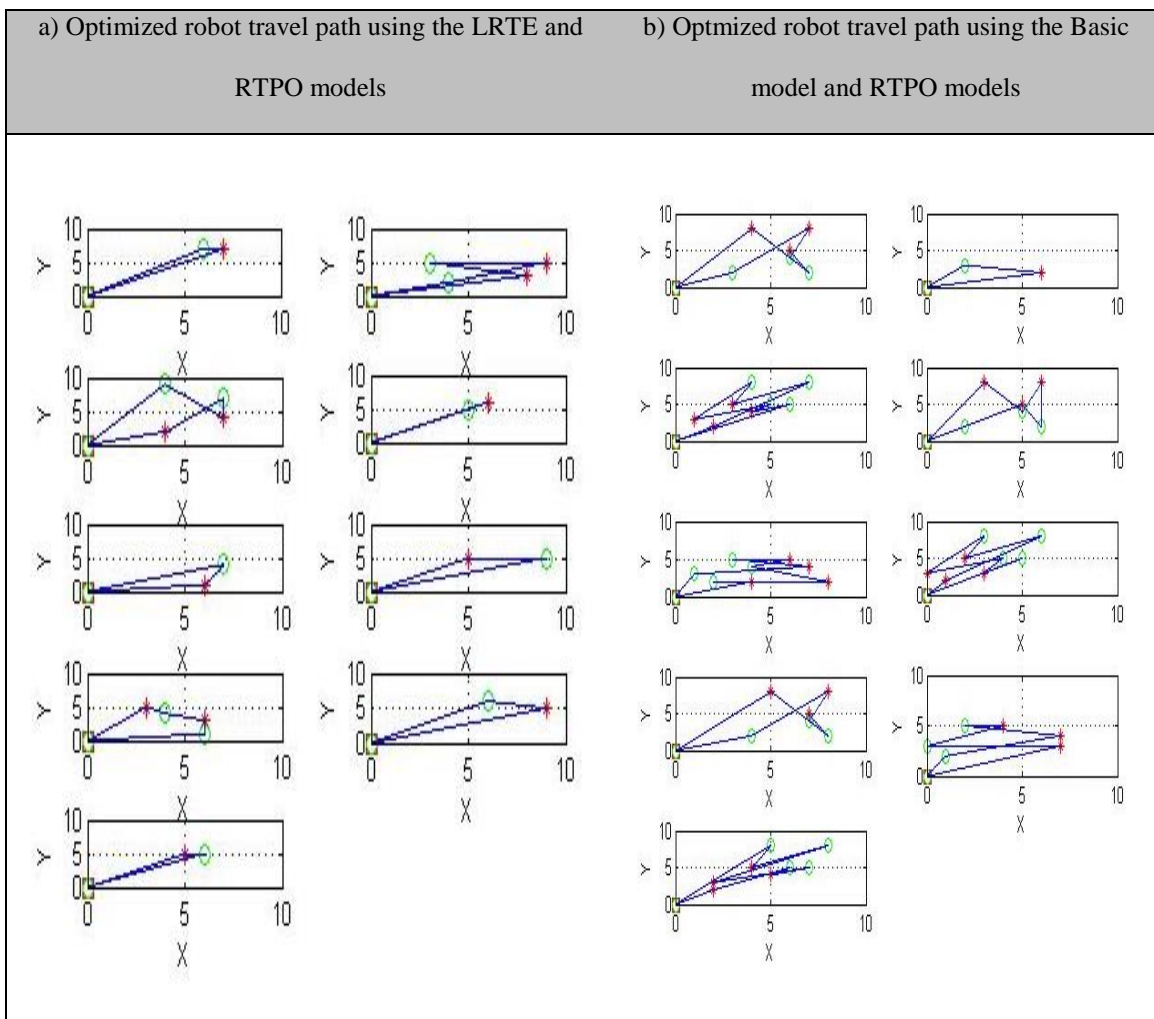 a) Optimized robot travel path using the LRTE and
RTPO models
b) Optmized robot travel path using the Basic
model and RTPO models
10
Y 5
0
0 5 10
X
10
Y 5
0
0 5 10
X
10
Y 5
0
0 5 10
X
10
Y 5
0
0 5 10
X
10
Y 5
0
0 5 10
X
10
Y 5
0
0 5 10
X
10
Y 5
0
0 5 10
X
10
Y 5
0
0 5 10
X
10
Y 5
0
0 5 10
X
10
Y 5
0
0 5 10
X
10
Y 5
0
0 5 10
X
10
Y 5
0
0 5 10
X
10
Y 5
0
0 5 10
X
10
Y 5
0
0 5 10
X
10
Y 5
0
0 5 10
X
10
Y 5
0
0 5 10
X
10
Y 5
0
0 5 10
X
10
Y 5
0
0 5 10
X